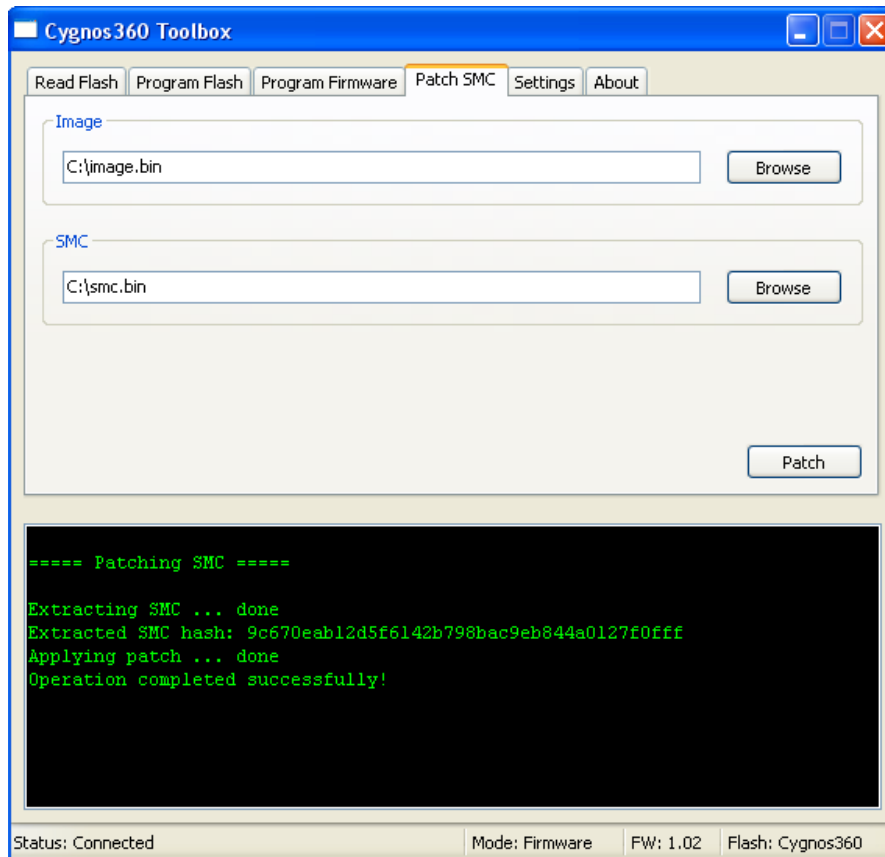 Cygnos360 Toolbox
Read Flash Program Flash Program Firmware Patch SMC Settings About
Image
C:\image.bin Browse
SMC
C:\smc.bin Browse
Patch
===== Patching SMC =====
Extracting SMC ... done
Extracted SMC hash: 9c670eab12d5f6142b798bac9eb844a0127f0fff
Applying patch ... done
Operation completed successfully!
Status: Connected Mode: Firmware FW: 1.02 Flash: Cygnos360